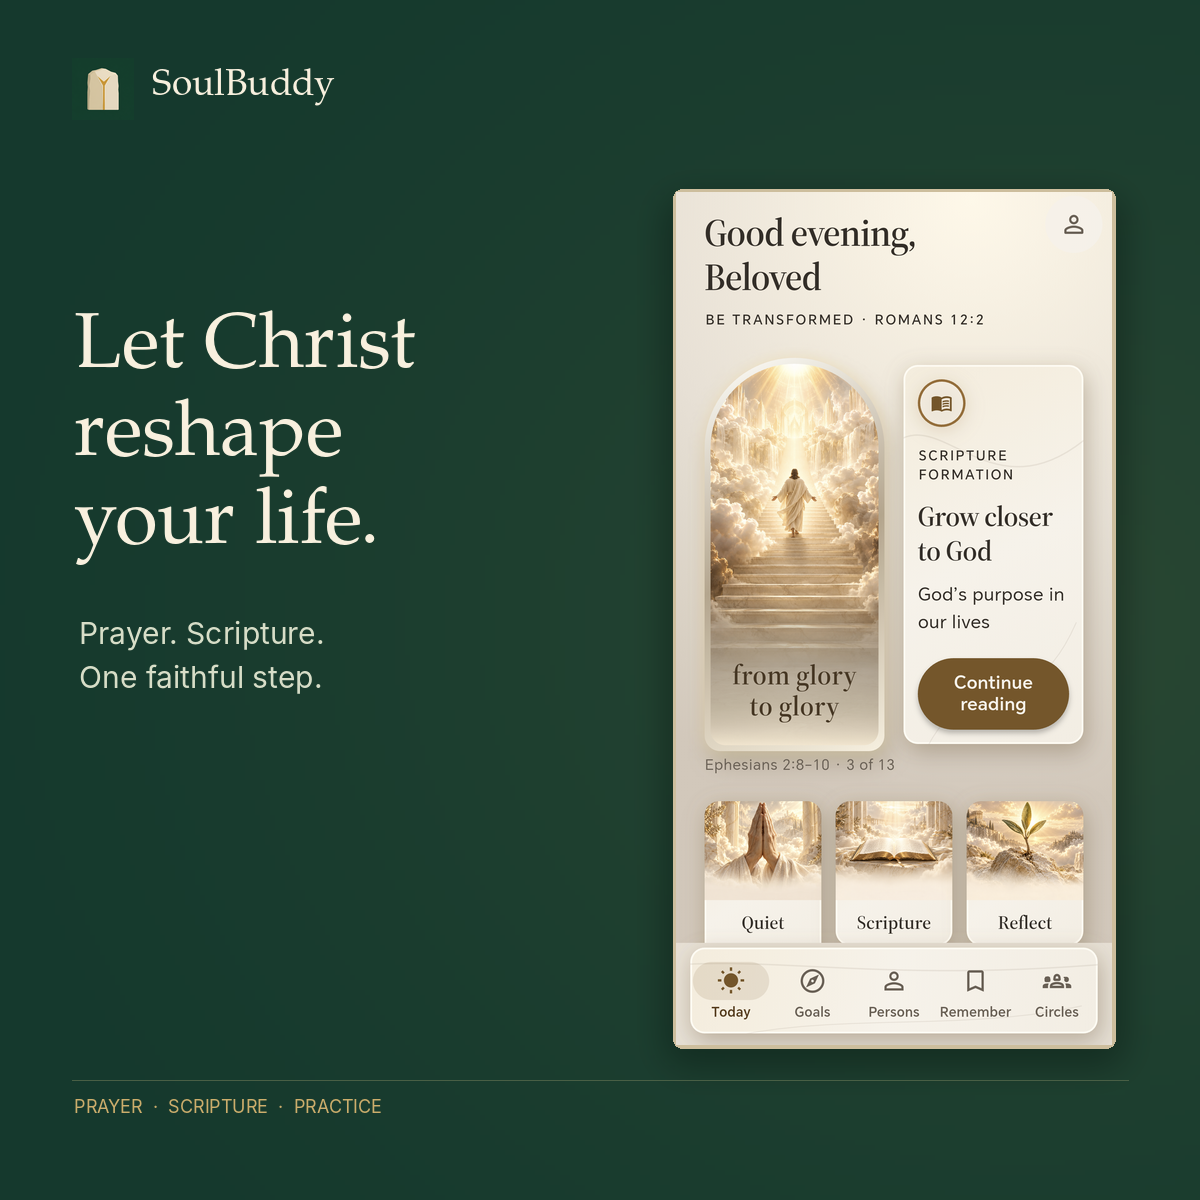 SoulBuddy
Let Christ
reshape
your life.
Prayer. Scripture.
One faithful step.
Good evening,
Beloved
BE TRANSFORMED · ROMANS 12:2
from glory
to glory
Ephesians 2:8–10 · 3 of 13
SCRIPTURE
FORMATION
Grow closer
to God
God’s purpose in
our lives
Continue
reading
Quiet
Scripture
Reflect
Today
Goals
Persons
Remember
Circles
PRAYER · SCRIPTURE · PRACTICE